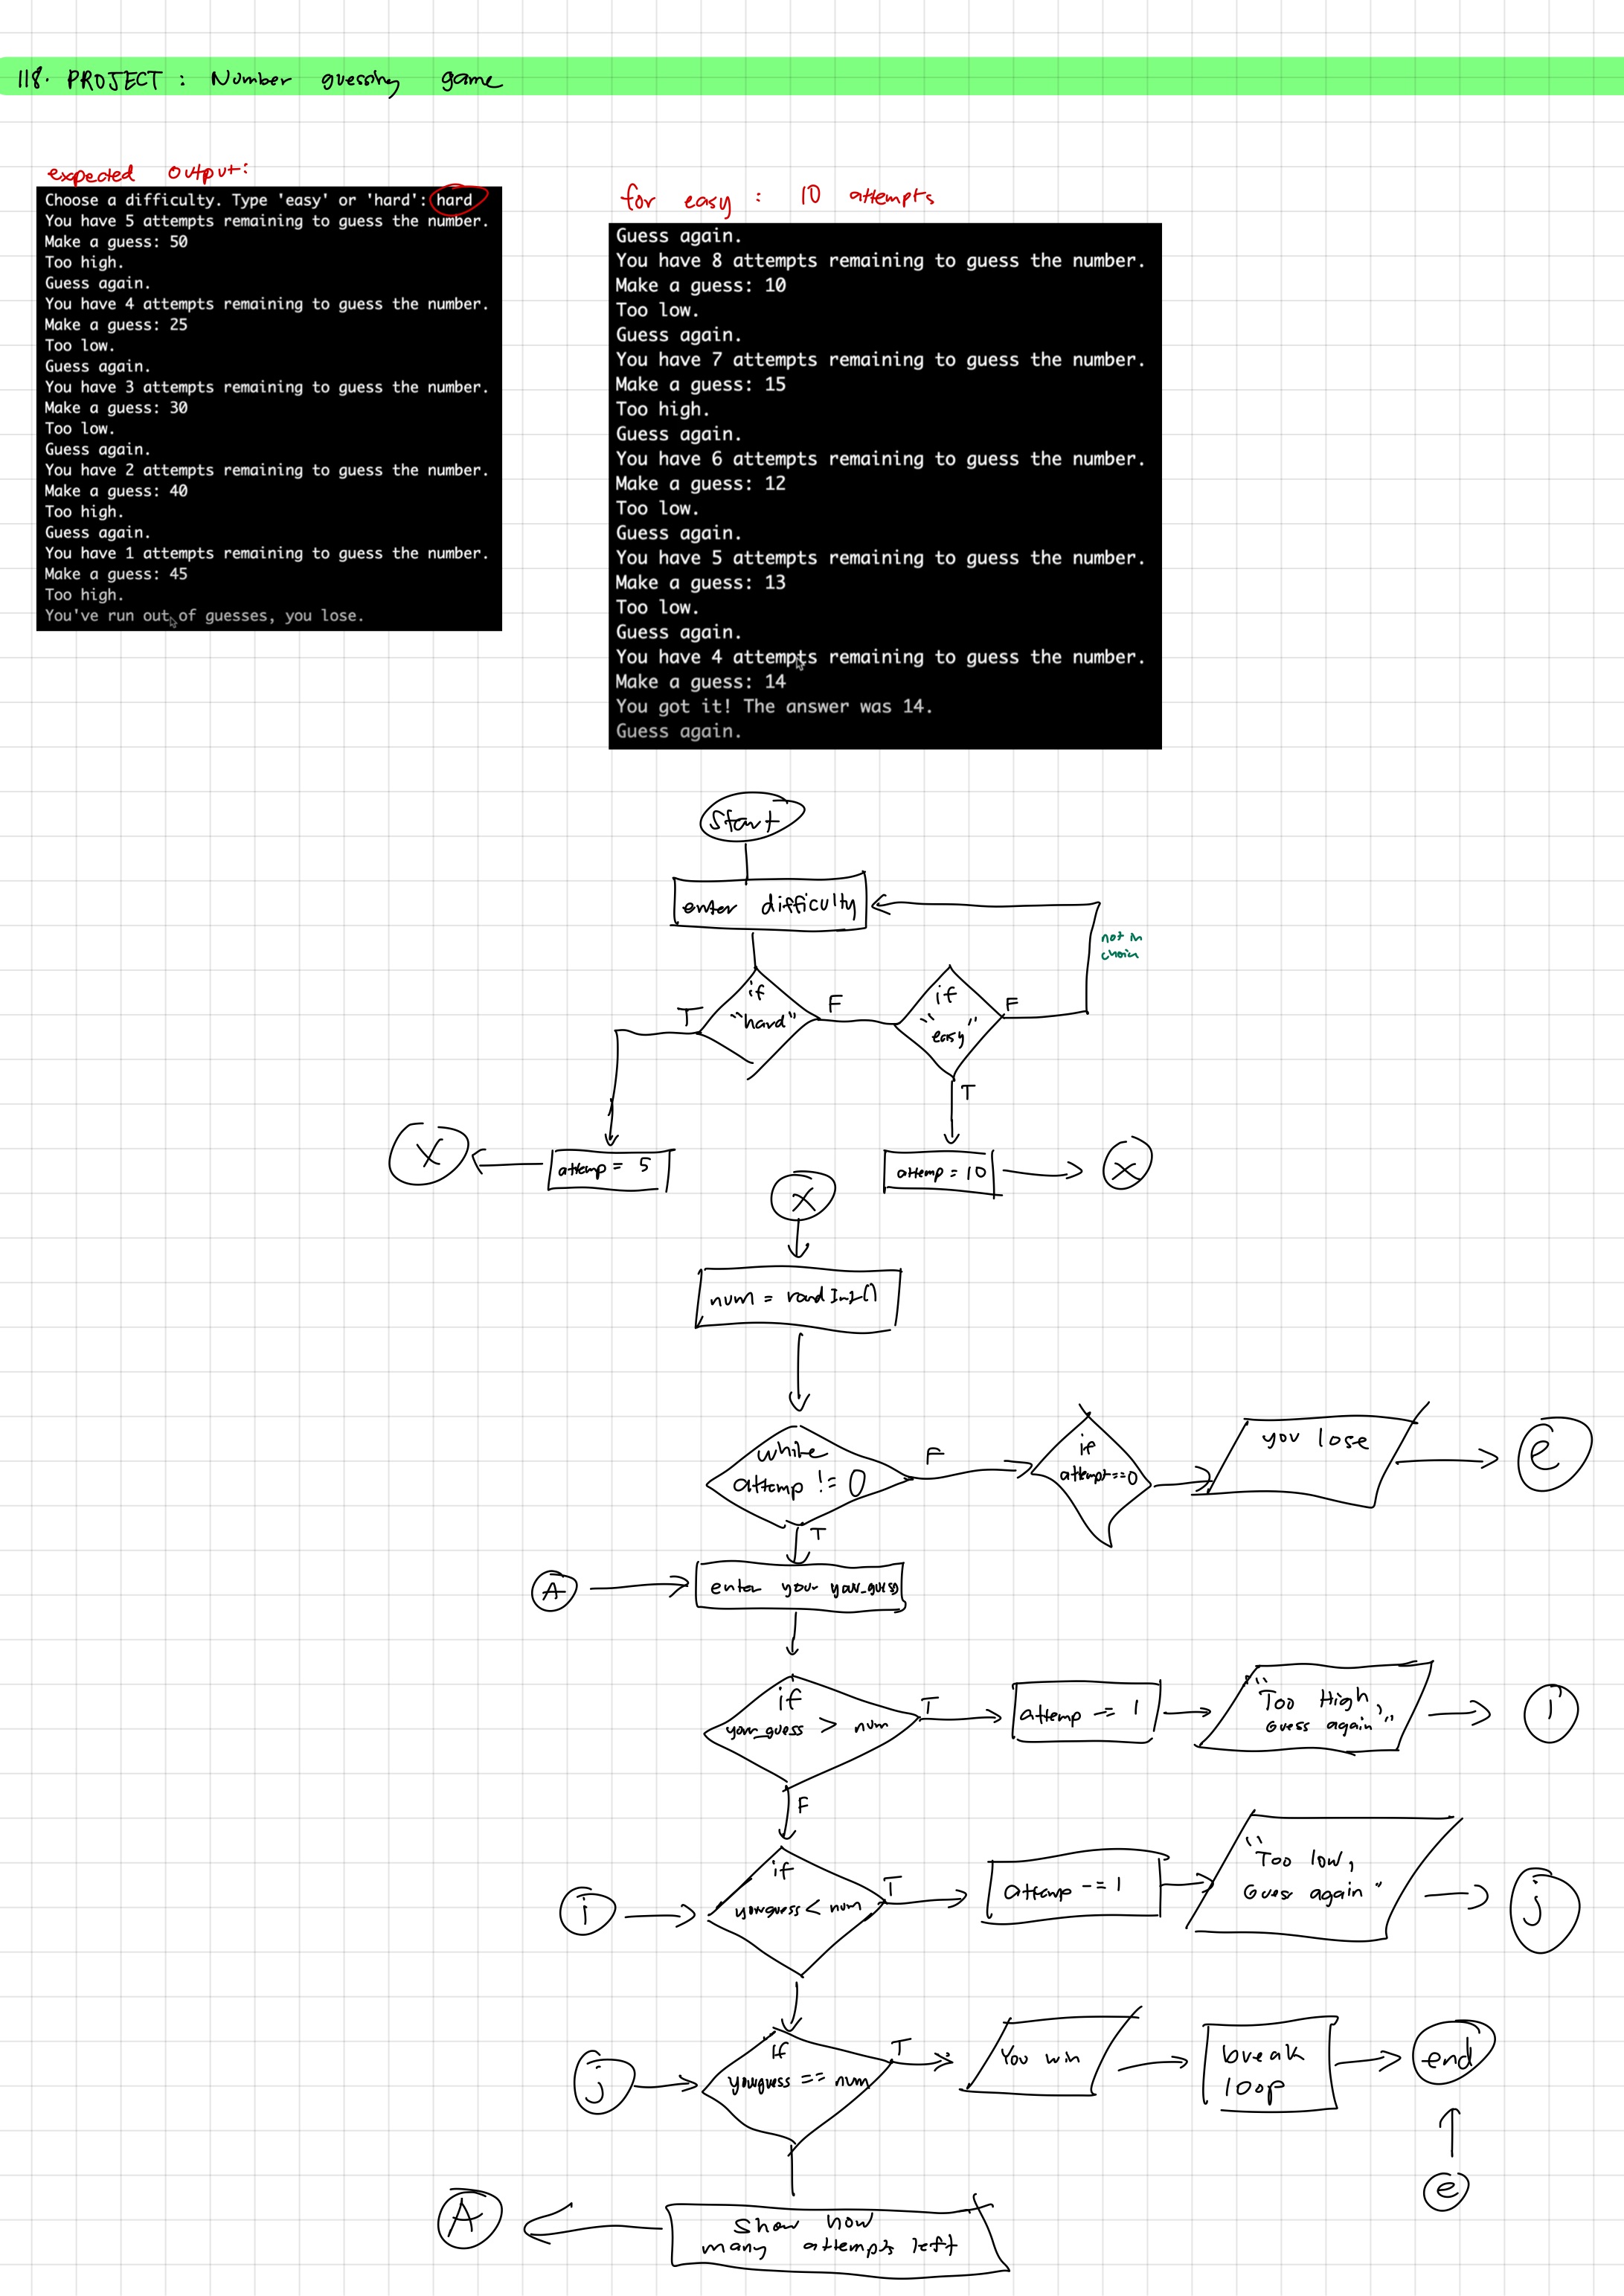 118. PROJECT : Number guessing game
expected output:
Choose a difficulty. Type 'easy' or 'hard': hard
You have 5 attempts remaining to guess the number.
Make a guess: 50
Too high.
Guess again.
You have 4 attempts remaining to guess the number.
Make a guess: 25
Too low.
Guess again.
You have 3 attempts remaining to guess the number.
Make a guess: 30
Too low.
Guess again.
You have 2 attempts remaining to guess the number.
Make a guess: 40
Too high.
Guess again.
You have 1 attempts remaining to guess the number.
Make a guess: 45
Too high.
You've run out of guesses, you lose.
for easy : 10 attempts
Guess again.
You have 8 attempts remaining to guess the number.
Make a guess: 10
Too low.
Guess again.
You have 7 attempts remaining to guess the number.
Make a guess: 15
Too high.
Guess again.
You have 6 attempts remaining to guess the number.
Make a guess: 12
Too low.
Guess again.
You have 5 attempts remaining to guess the number.
Make a guess: 13
Too low.
Guess again.
You have 4 attempts remaining to guess the number.
Make a guess: 14
You got it! The answer was 14.
Guess again.
start
enter difficulty
not in
if
"hard"
T
F
if
"easy"
F
T
X
attemp = 5
attemp = 10
X
X
num = randInt()
while
attemp != 0
F
if
attempt==0
you lose
e
T
A
enter your your_guess
if
your_guess > num
T
attemp -= 1
"Too High,
Guess again"
i
F
i
if
yourguess < num
T
attemp -= 1
"Too low,
Guess again"
j
j
if
yourguess == num
T
You win
break
loop
end
e
A
show how
many attempts left